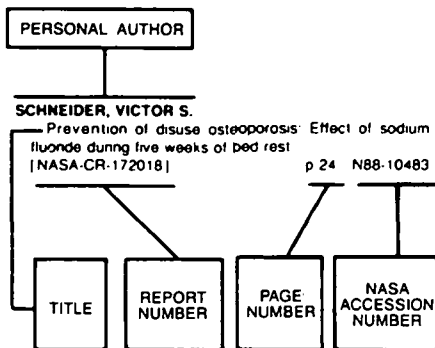 PERSONAL AUTHOR
SCHNEIDER, VICTOR S.
Prevention of disuse osteoporosis: Effect of sodium
fluoride during five weeks of bed rest
[NASA-CR-172018] p 24 N88-10483
TITLE
REPORT
NUMBER
PAGE
NUMBER
NASA
ACCESSION
NUMBER